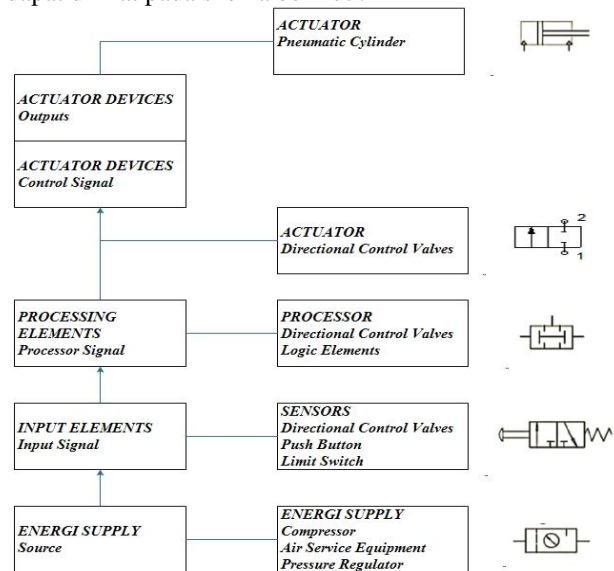 ACTUATOR
Pneumatic Cylinder
ACTUATOR DEVICES
Outputs
ACTUATOR DEVICES
Control Signal
ACTUATOR
Directional Control Valves
2
1
PROCESSING
ELEMENTS
Processor Signal
PROCESSOR
Directional Control Valves
Logic Elements
INPUT ELEMENTS
Input Signal
SENSORS
Directional Control Valves
Push Button
Limit Switch
ENERGI SUPPLY
Source
ENERGI SUPPLY
Compressor
Air Service Equipment
Pressure Regulator